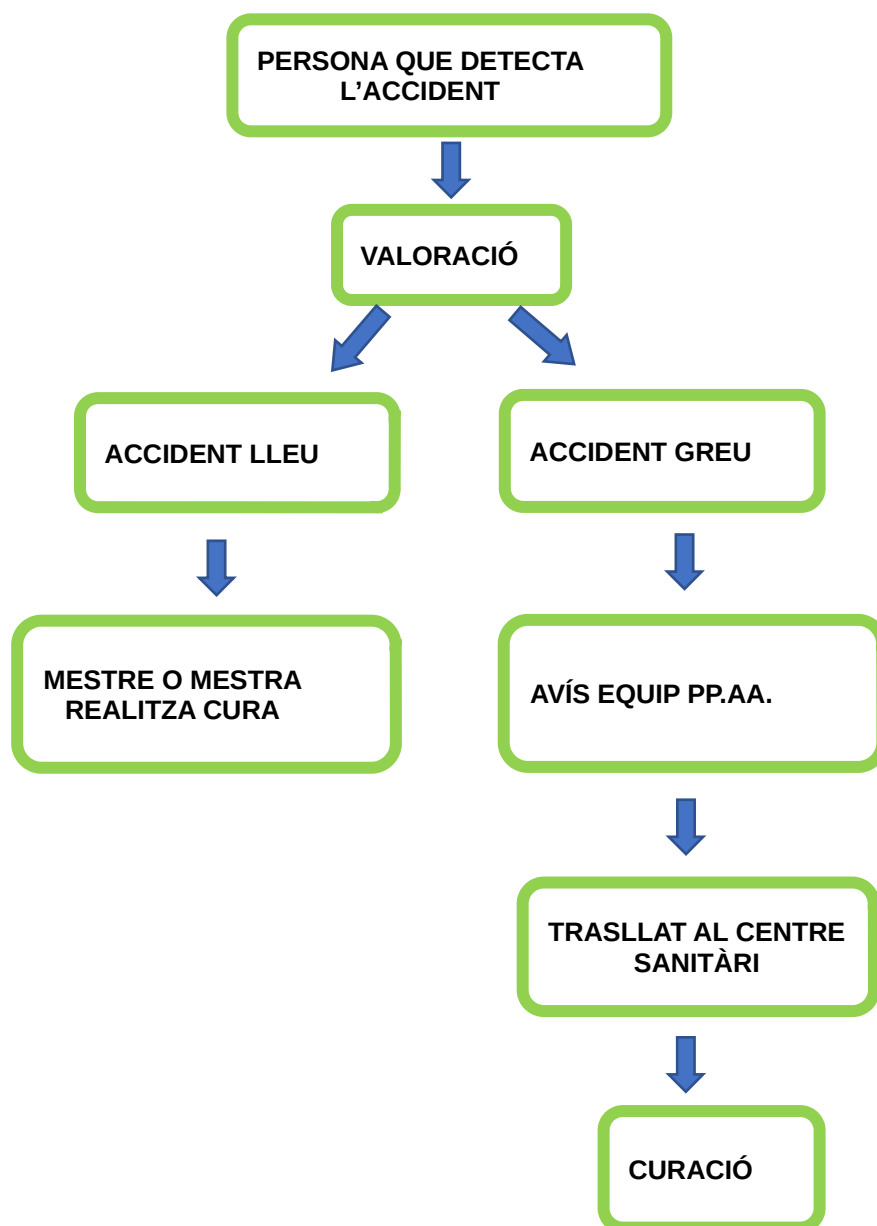 PERSONA QUE DETECTA
L’ACCIDENT
VALORACIÓ
ACCIDENT LLEU
ACCIDENT GREU
MESTRE O MESTRA
REALITZA CURA
AVÍS EQUIP PP.AA.
TRASLLAT AL CENTRE
SANITÀRI
CURACIÓ